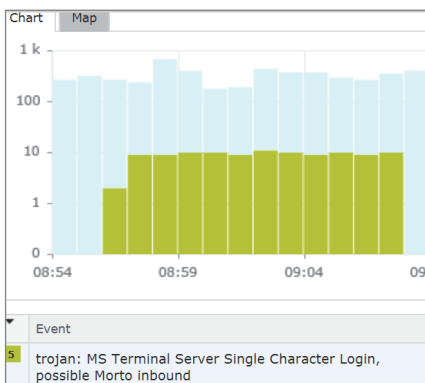 Chart Map
1 k
100
10
1
0
08:54 08:59 09:04 09
Event
5 trojan: MS Terminal Server Single Character Login,
possible Morto inbound